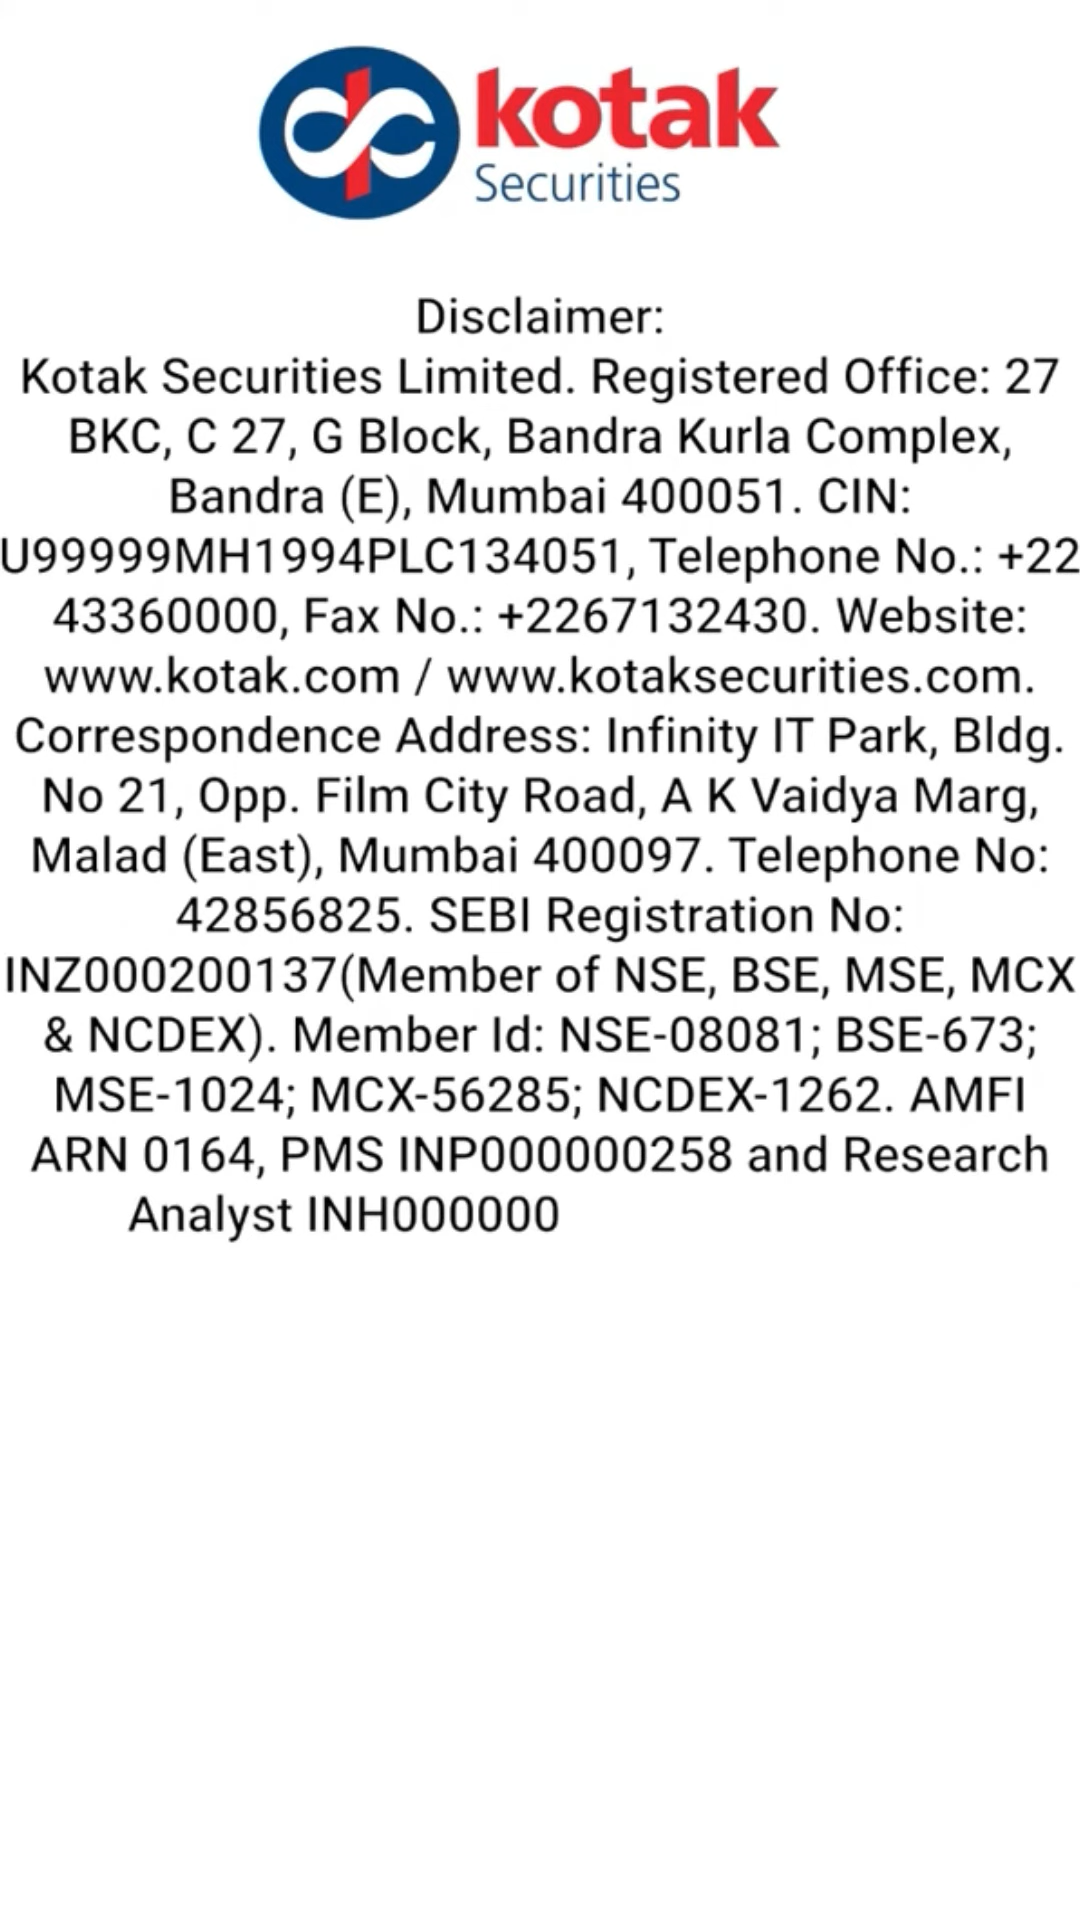 kotak
Securities
Disclaimer:
Kotak Securities Limited. Registered Office: 27
BKC, C 27, G Block, Bandra Kurla Complex,
Bandra (E), Mumbai 400051. CIN:
U99999MH1994PLC134051, Telephone No.: +22
43360000, Fax No.: +2267132430. Website:
www.kotak.com / www.kotaksecurities.com.
Correspondence Address: Infinity IT Park, Bldg.
No 21, Opp. Film City Road, A K Vaidya Marg,
Malad (East), Mumbai 400097. Telephone No:
42856825. SEBI Registration No:
INZ000200137(Member of NSE, BSE, MSE, MCX
& NCDEX). Member Id: NSE-08081; BSE-673;
MSE-1024; MCX-56285; NCDEX-1262. AMFI
ARN 0164, PMS INP000000258 and Research
Analyst INH000000